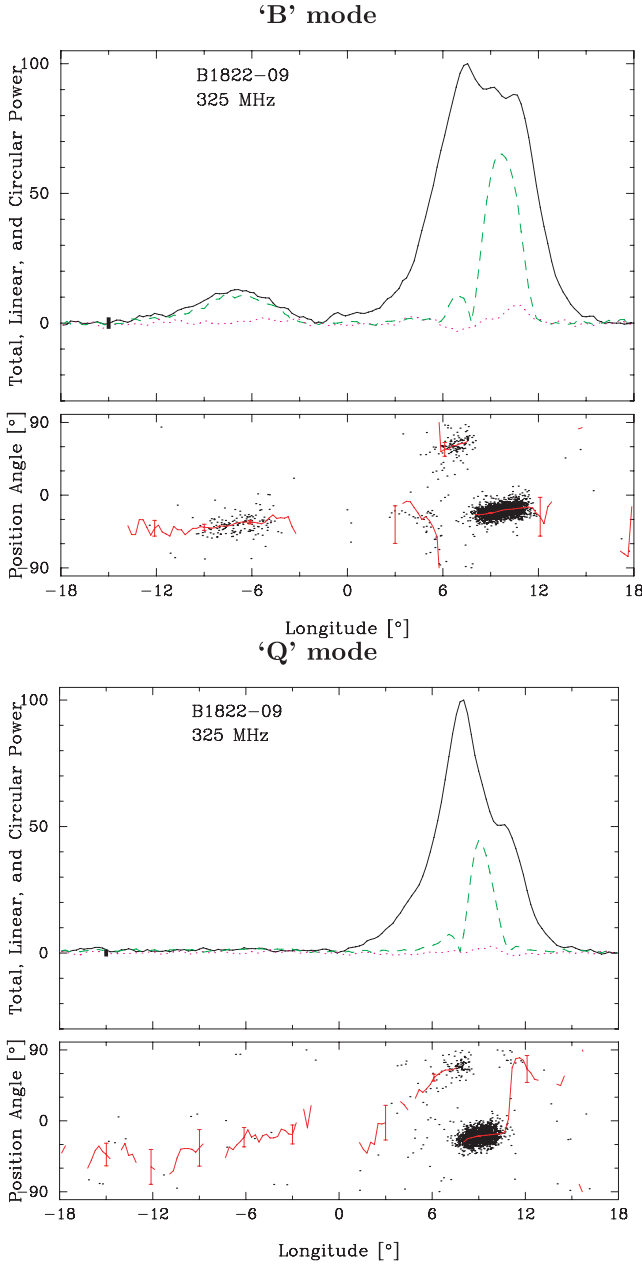 ‘B’ mode
B1822−09
325 MHz
Total, Linear, and Circular Power
100
50
0
Position Angle [°]
90
0
−90
−18 −12 −6 0 6 12 18
Longitude [°]
‘Q’ mode
B1822−09
325 MHz
Total, Linear, and Circular Power
100
50
0
Position Angle [°]
90
0
−90
−18 −12 −6 0 6 12 18
Longitude [°]